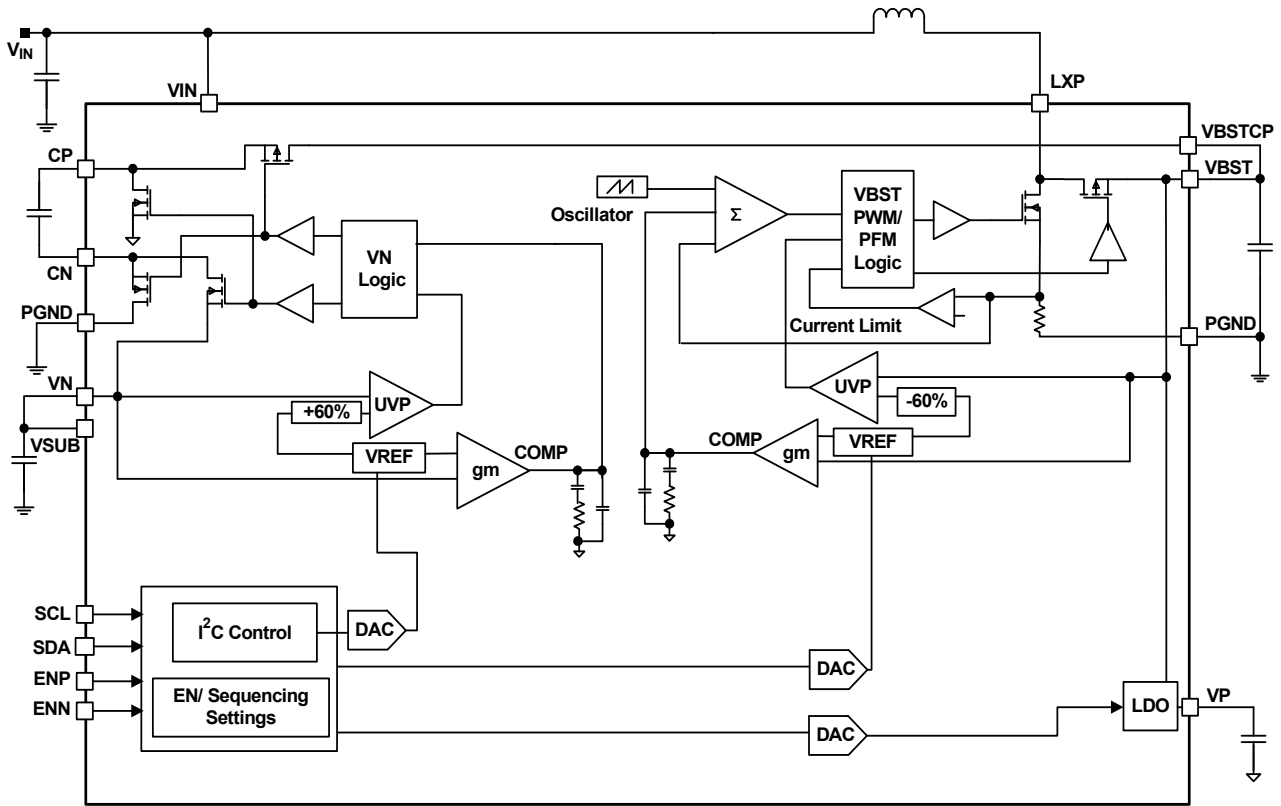 VIN
VIN
LXP
CP
VBSTCP
VBST
Oscillator
Σ
VBST
PWM/
PFM
Logic
VN
Logic
CN
PGND
Current Limit
PGND
VN
UVP
+60%
UVP
-60%
VSUB
VREF
gm
COMP
COMP
gm
VREF
SCL
SDA
ENP
ENN
I²C Control
DAC
EN/ Sequencing
Settings
DAC
DAC
LDO
VP